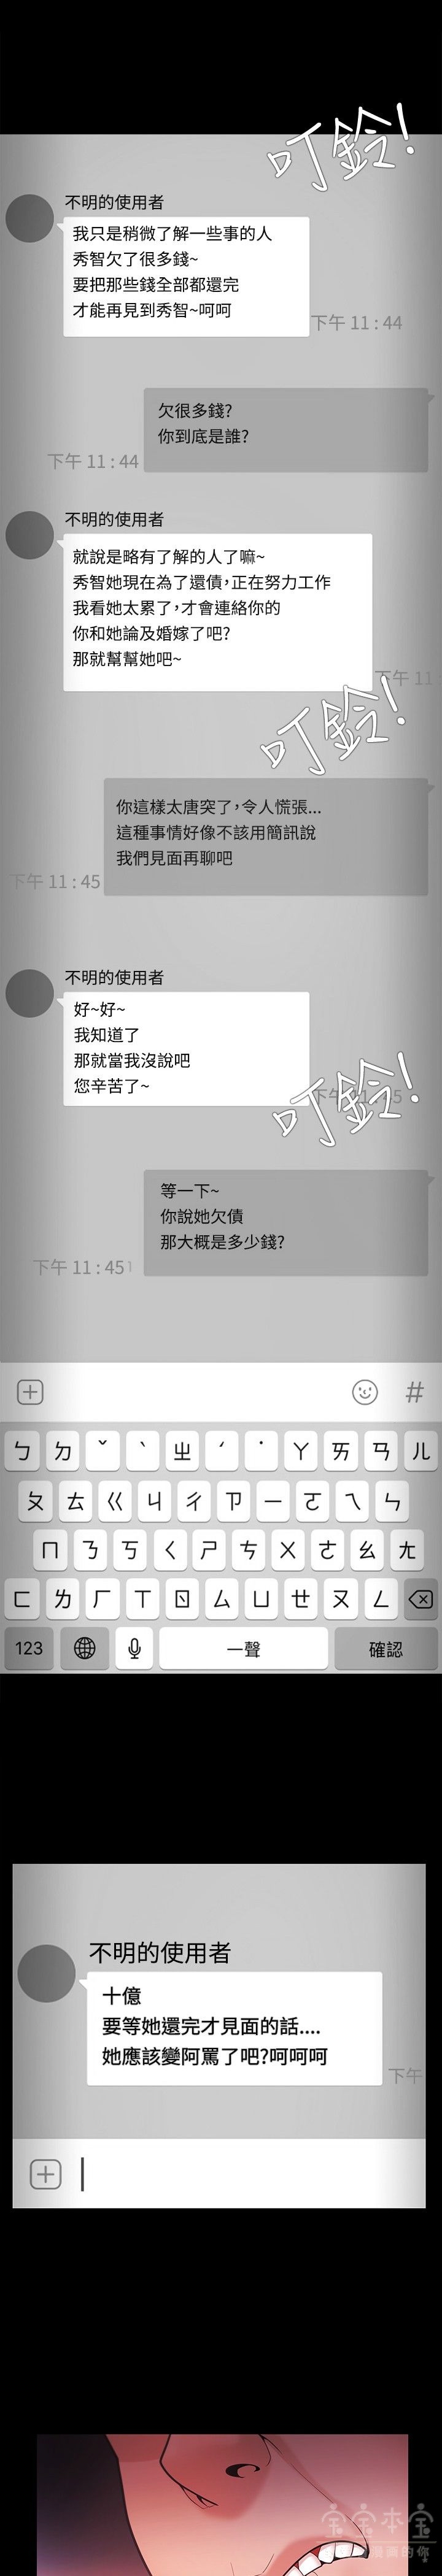 叮鈴!
不明的使用者
我只是稍微了解一些事的人
秀智欠了很多錢~
要把那些錢全部都還完
才能再見到秀智~呵呵
下午 11:44
欠很多錢?
你到底是誰?
下午 11:44
不明的使用者
就說是略有了解的人了嘛~
秀智她現在為了還債,正在努力工作
我看她太累了,才會連絡你的
你和她論及婚嫁了吧?
那就幫幫她吧~
下午 11
叮鈴!
你這樣太唐突了,令人慌張...
這種事情好像不該用簡訊說
我們見面再聊吧
下午 11:45
不明的使用者
好~好~
我知道了
那就當我沒說吧
您辛苦了~
下午 11:45
叮鈴!
等一下~
你說她欠債
那大概是多少錢?
下午 11:451
#
ㄅ ㄉ ˇ ˋ ㄓ ˊ ˙ ㄚ ㄞ ㄢ ㄦ
ㄆ ㄊ ㄍ ㄐ ㄔ ㄗ ㄧ ㄛ ㄟ ㄣ
ㄇ ㄋ ㄎ ㄑ ㄕ ㄘ ㄨ ㄜ ㄠ ㄤ
ㄈ ㄌ ㄏ ㄒ ㄖ ㄙ ㄩ ㄝ ㄡ ㄥ
123 一聲 確認
不明的使用者
十億
要等她還完才見面的話....
她應該變阿罵了吧?呵呵呵
下午
宝宝本宝
漫画的你